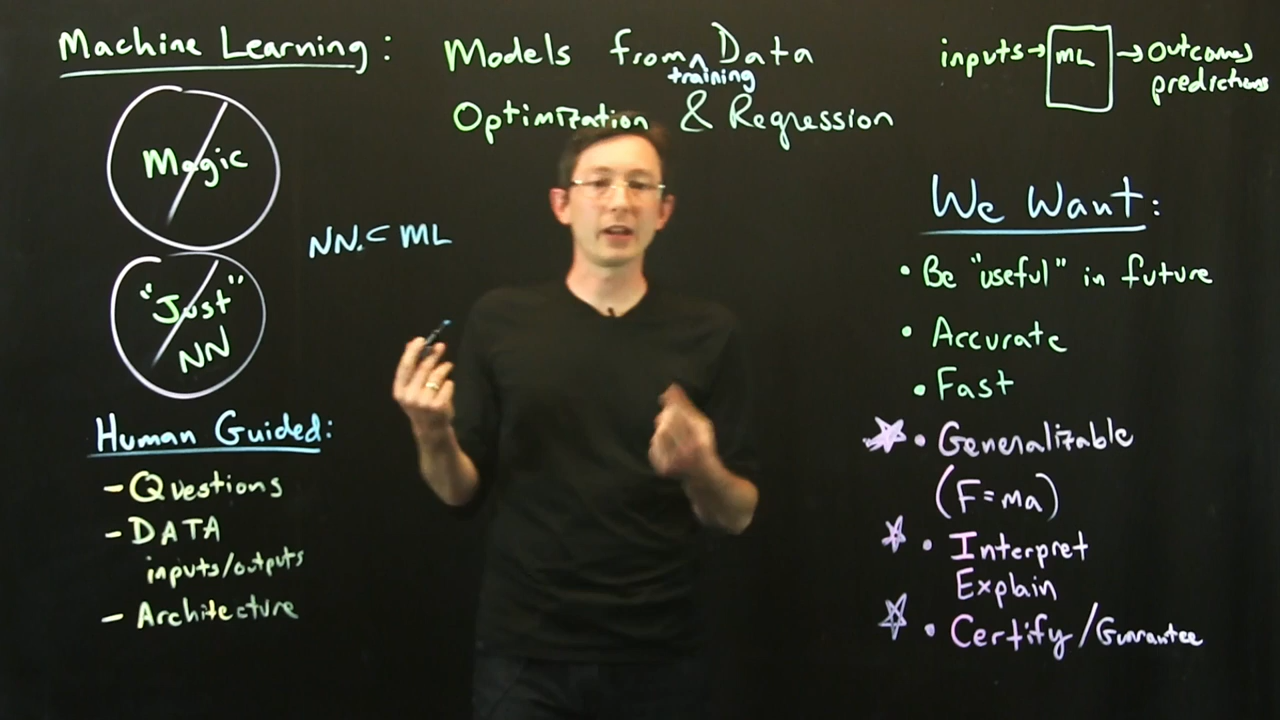 Machine Learning:
Models from Data
training
Optimization & Regression
inputs → ML → outcomes
predictions
Magic
"Just"
NN
NN. ⊂ ML
Human Guided:
- Questions
- DATA
inputs/outputs
- Architecture
We Want:
• Be "useful" in future
• Accurate
• Fast
• Generalizable
(F=ma)
• Interpret
Explain
• Certify/Guarantee